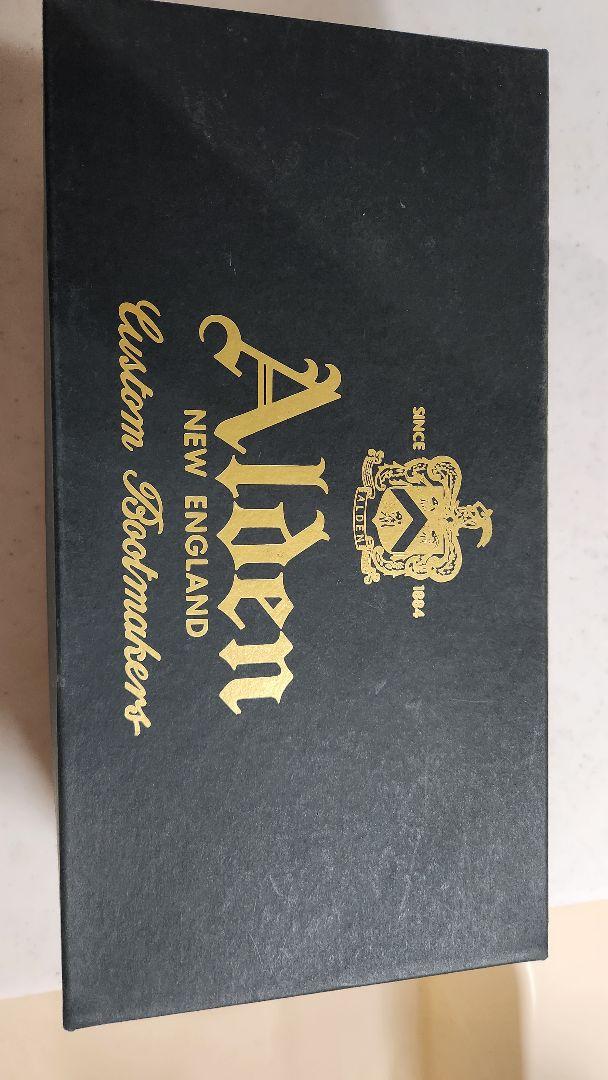 SINCE 1884
ALDEN
Alden
NEW ENGLAND
Custom Bootmakers